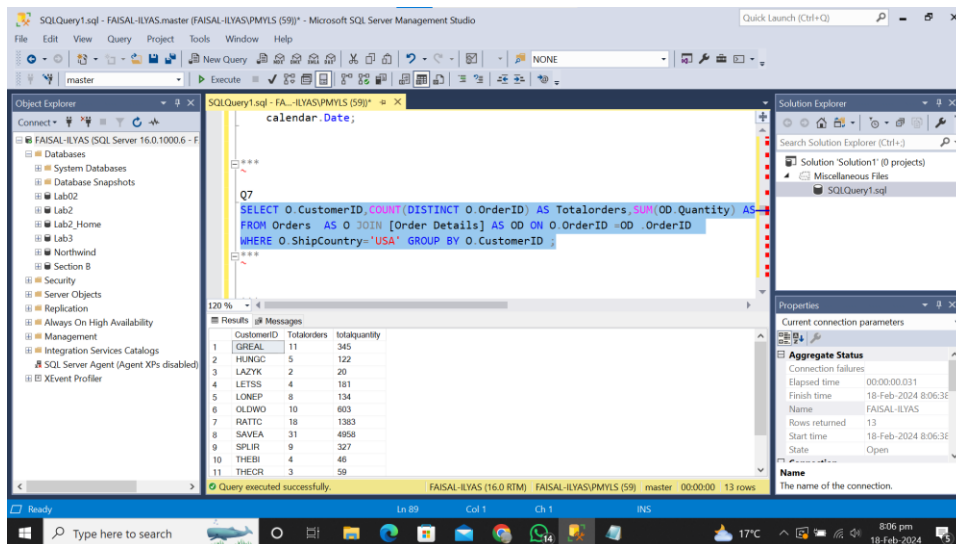 SQLQuery1.sql - FAISAL-ILYAS.master (FAISAL-ILYAS\PMYLS (59))* - Microsoft SQL Server Management Studio
Quick Launch (Ctrl+Q)
File Edit View Query Project Tools Window Help
New Query
NONE
master
Execute
Object Explorer
Connect
FAISAL-ILYAS (SQL Server 16.0.1000.6 - F
Databases
System Databases
Database Snapshots
Lab02
Lab2
Lab2_Home
Lab3
Northwind
Section B
Security
Server Objects
Replication
Always On High Availability
Management
Integration Services Catalogs
SQL Server Agent (Agent XPs disabled)
XEvent Profiler
SQLQuery1.sql - FA...-ILYAS\PMYLS (59))*
calendar.Date;
***
Q7
SELECT O.CustomerID,COUNT(DISTINCT O.OrderID) AS Totalorders,SUM(OD.Quantity) AS
FROM Orders AS O JOIN [Order Details] AS OD ON O.OrderID =OD .OrderID
WHERE O.ShipCountry='USA' GROUP BY O.CustomerID ;
***
120 %
Results Messages
CustomerID Totalorders totalquantity
1 GREAL 11 345
2 HUNGC 5 122
3 LAZYK 2 20
4 LETSS 4 181
5 LONEP 8 134
6 OLDWO 10 603
7 RATTC 18 1383
8 SAVEA 31 4958
9 SPLIR 9 327
10 THEBI 4 46
11 THECR 3 59
Query executed successfully. FAISAL-ILYAS (16.0 RTM) FAISAL-ILYAS\PMYLS (59) master 00:00:00 13 rows
Solution Explorer
Search Solution Explorer (Ctrl+;)
Solution 'Solution1' (0 projects)
Miscellaneous Files
SQLQuery1.sql
Properties
Current connection parameters
Aggregate Status
Connection failures
Elapsed time 00:00:00.031
Finish time 18-Feb-2024 8:06:38
Name FAISAL-ILYAS
Rows returned 13
Start time 18-Feb-2024 8:06:38
State Open
Name
The name of the connection.
Ready Ln 89 Col 1 Ch 1 INS
Type here to search
14
17°C
8:06 pm
18-Feb-2024
5